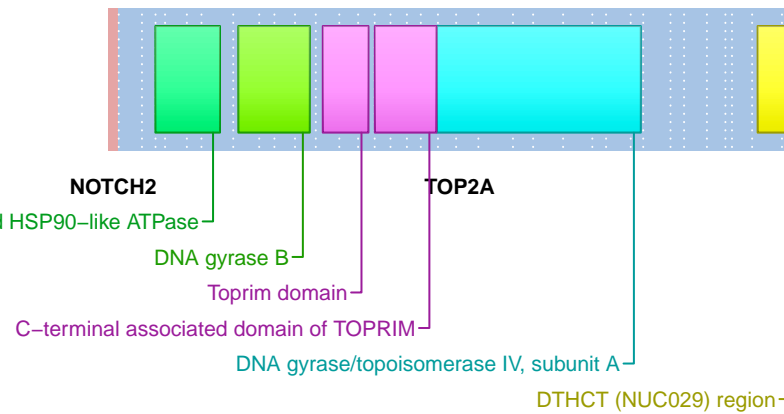 NOTCH2 TOP2A
HSP90−like ATPase
DNA gyrase B
Toprim domain
C−terminal associated domain of TOPRIM
DNA gyrase/topoisomerase IV, subunit A
DTHCT (NUC029) region